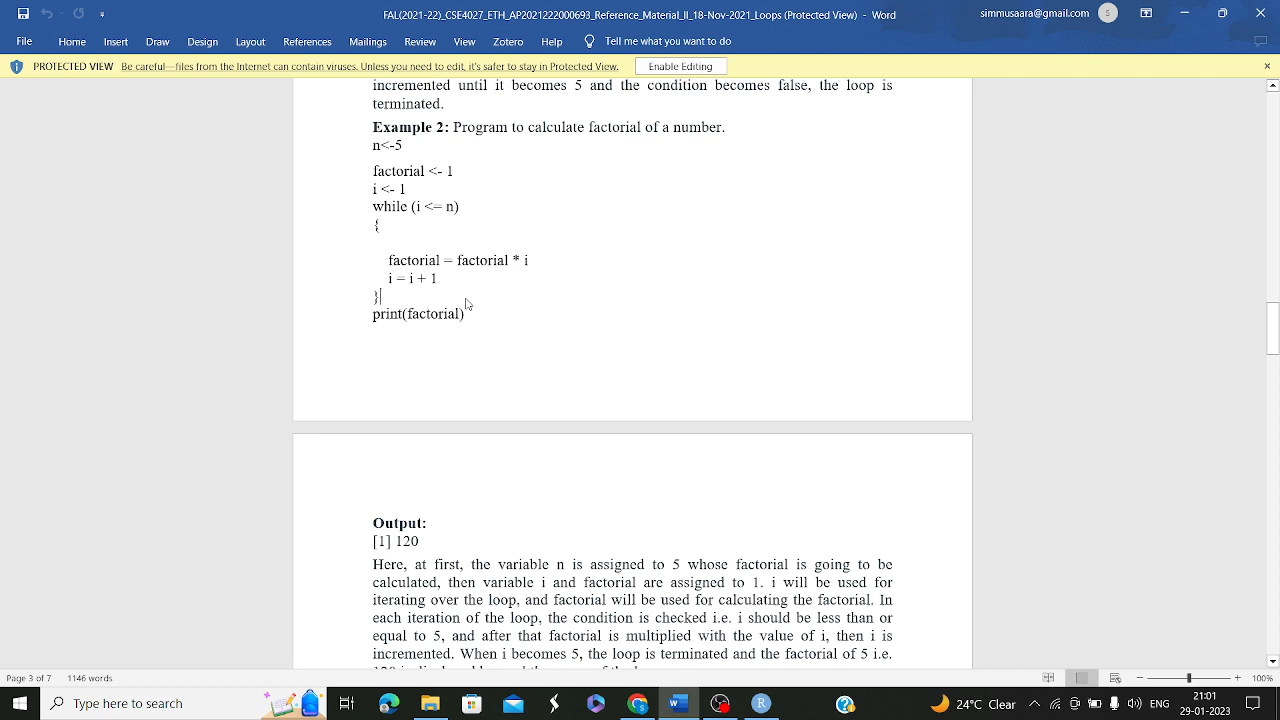 FAL(2021-22)_CSE4027_ETH_AP2021222000693_Reference_Material_II_18-Nov-2021_Loops (Protected View) - Word
simmusaara@gmail.com
S
File Home Insert Draw Design Layout References Mailings Review View Zotero Help Tell me what you want to do
PROTECTED VIEW Be careful—files from the Internet can contain viruses. Unless you need to edit, it's safer to stay in Protected View. Enable Editing
incremented until it becomes 5 and the condition becomes false, the loop is
terminated.
Example 2: Program to calculate factorial of a number.
n<-5
factorial <- 1
i <- 1
while (i <= n)
{
factorial = factorial * i
i = i + 1
}
print(factorial)
Output:
[1] 120
Here, at first, the variable n is assigned to 5 whose factorial is going to be
calculated, then variable i and factorial are assigned to 1. i will be used for
iterating over the loop, and factorial will be used for calculating the factorial. In
each iteration of the loop, the condition is checked i.e. i should be less than or
equal to 5, and after that factorial is multiplied with the value of i, then i is
incremented. When i becomes 5, the loop is terminated and the factorial of 5 i.e.
Page 3 of 7 1146 words
100%
Type here to search
24°C Clear
ENG
21:01
29-01-2023